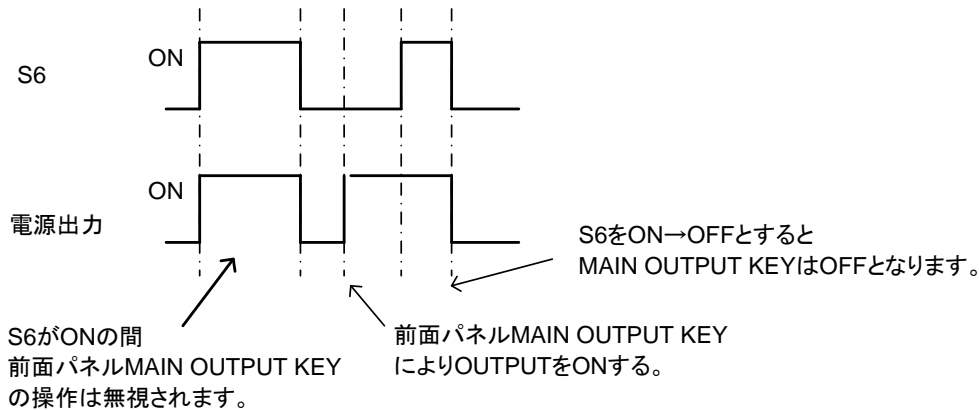 S6
ON
電源出力
ON
S6をON→OFFとすると
MAIN OUTPUT KEYはOFFとなります。
S6がONの間
前面パネルMAIN OUTPUT KEY
の操作は無視されます。
前面パネルMAIN OUTPUT KEY
によりOUTPUTをONする。